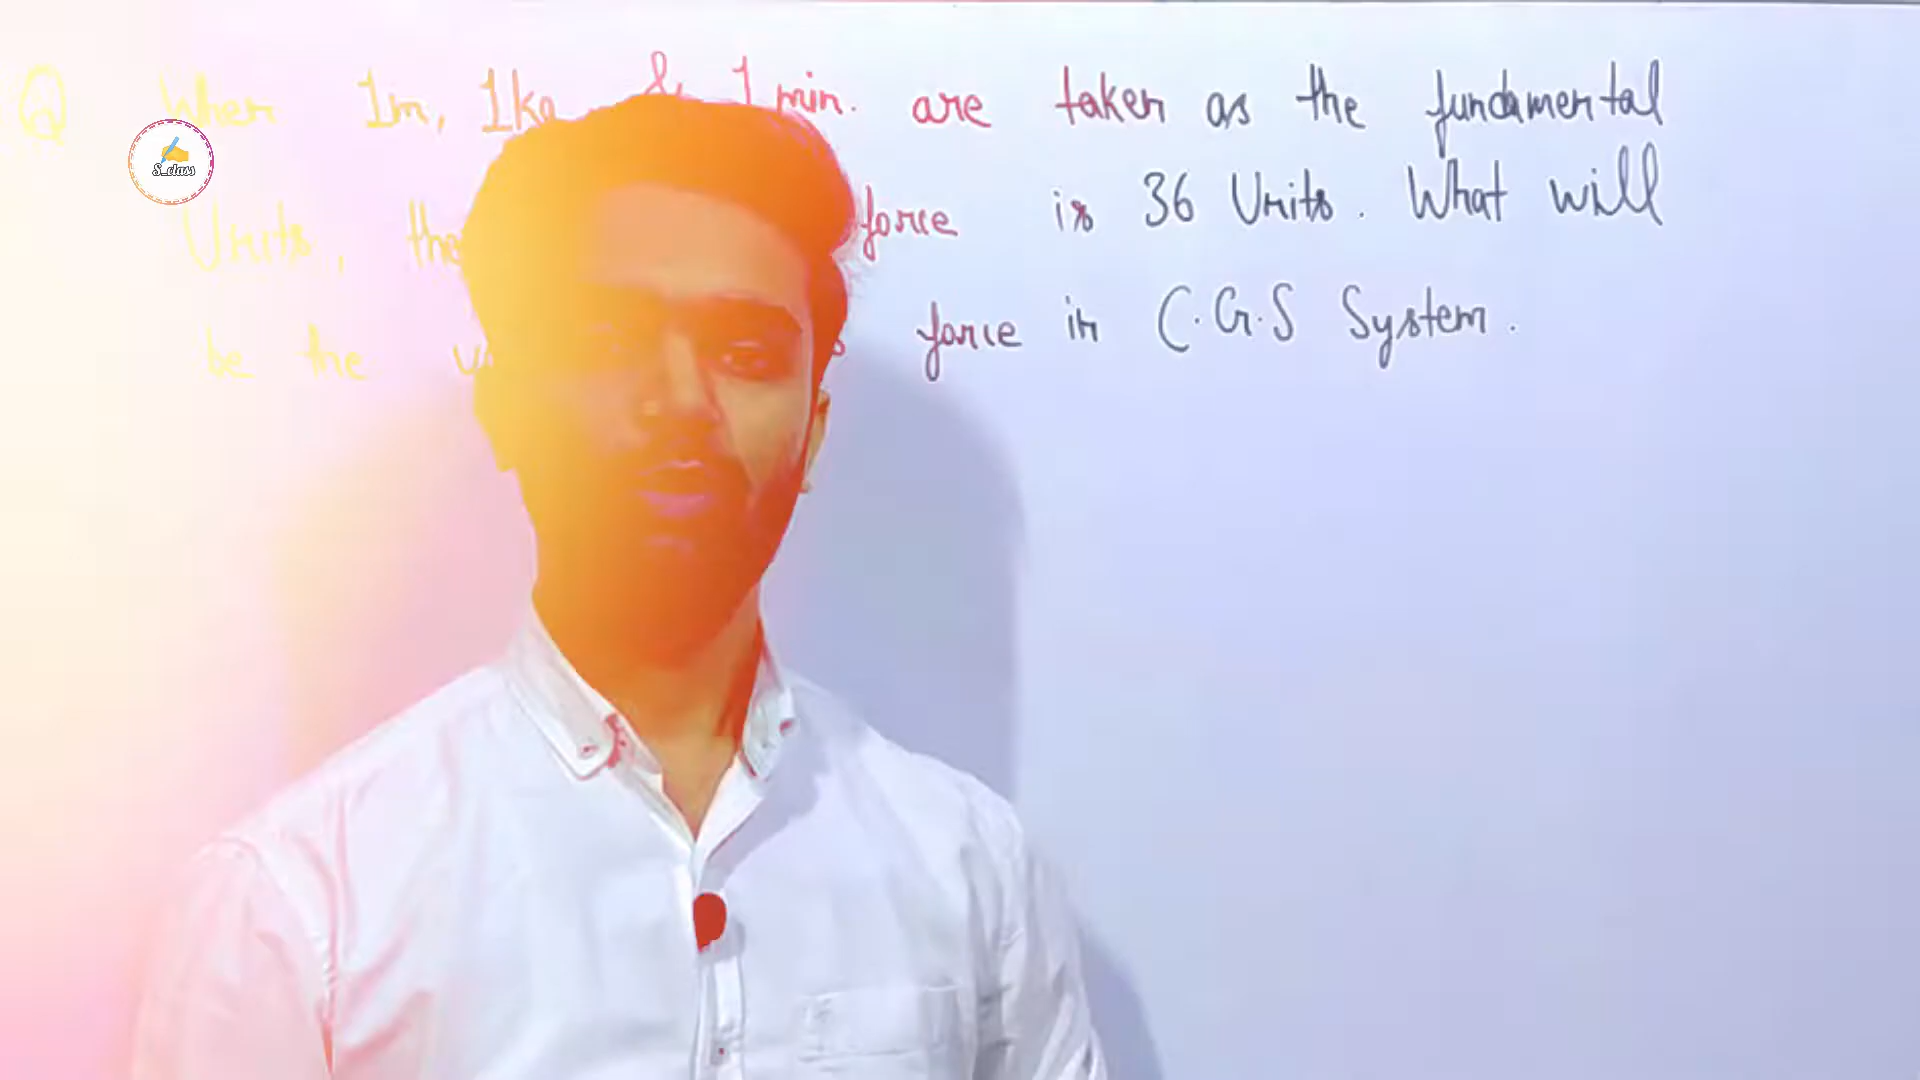 Q When 1m, 1kg & 1 min. are taken as the fundamental
Units, the force is 36 Units. What will
be the force in C.G.S System.
S_class